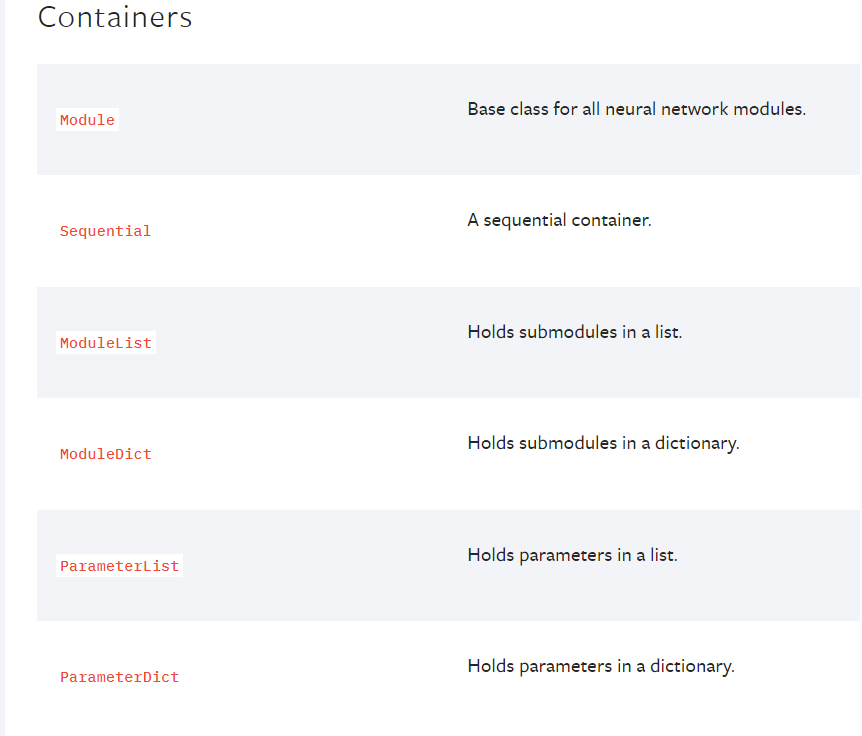 Containers
Module
Base class for all neural network modules.
Sequential
A sequential container.
ModuleList
Holds submodules in a list.
ModuleDict
Holds submodules in a dictionary.
ParameterList
Holds parameters in a list.
ParameterDict
Holds parameters in a dictionary.